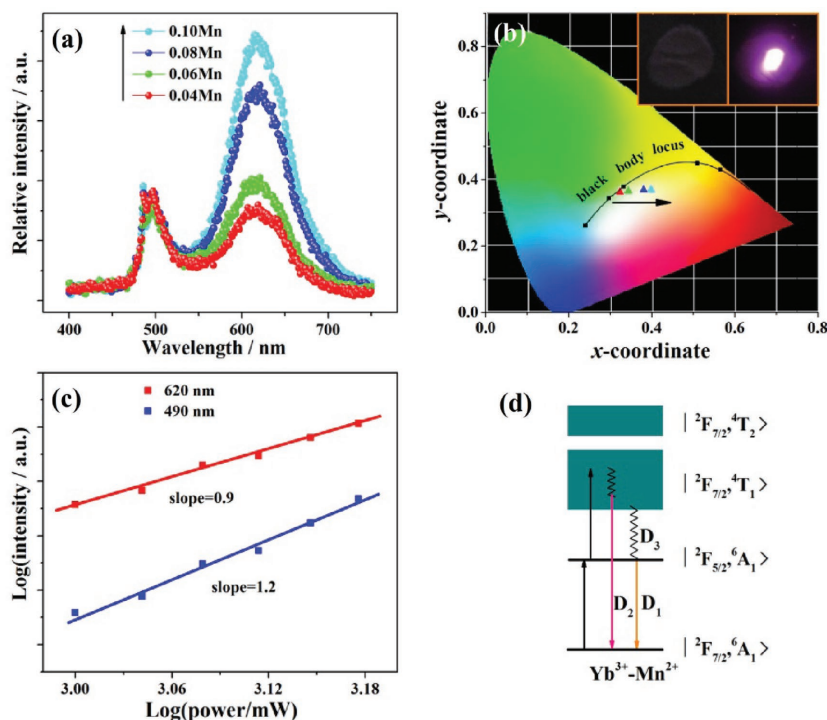 (a)
0.10Mn
0.08Mn
0.06Mn
0.04Mn
Relative intensity / a.u.
400 500 600 700
Wavelength / nm
(b)
0.8
0.6
0.4
0.2
0.0
y-coordinate
black body locus
0.0 0.2 0.4 0.6 0.8
x-coordinate
(c)
620 nm
490 nm
slope=0.9
slope=1.2
Log(intensity / a.u.)
3.00 3.06 3.12 3.18
Log(power/mW)
(d)
| ²F₇/₂,⁴T₂ >
| ²F₇/₂,⁴T₁ >
D₃
| ²F₅/₂,⁶A₁ >
D₂ D₁
| ²F₇/₂,⁶A₁ >
Yb³⁺-Mn²⁺